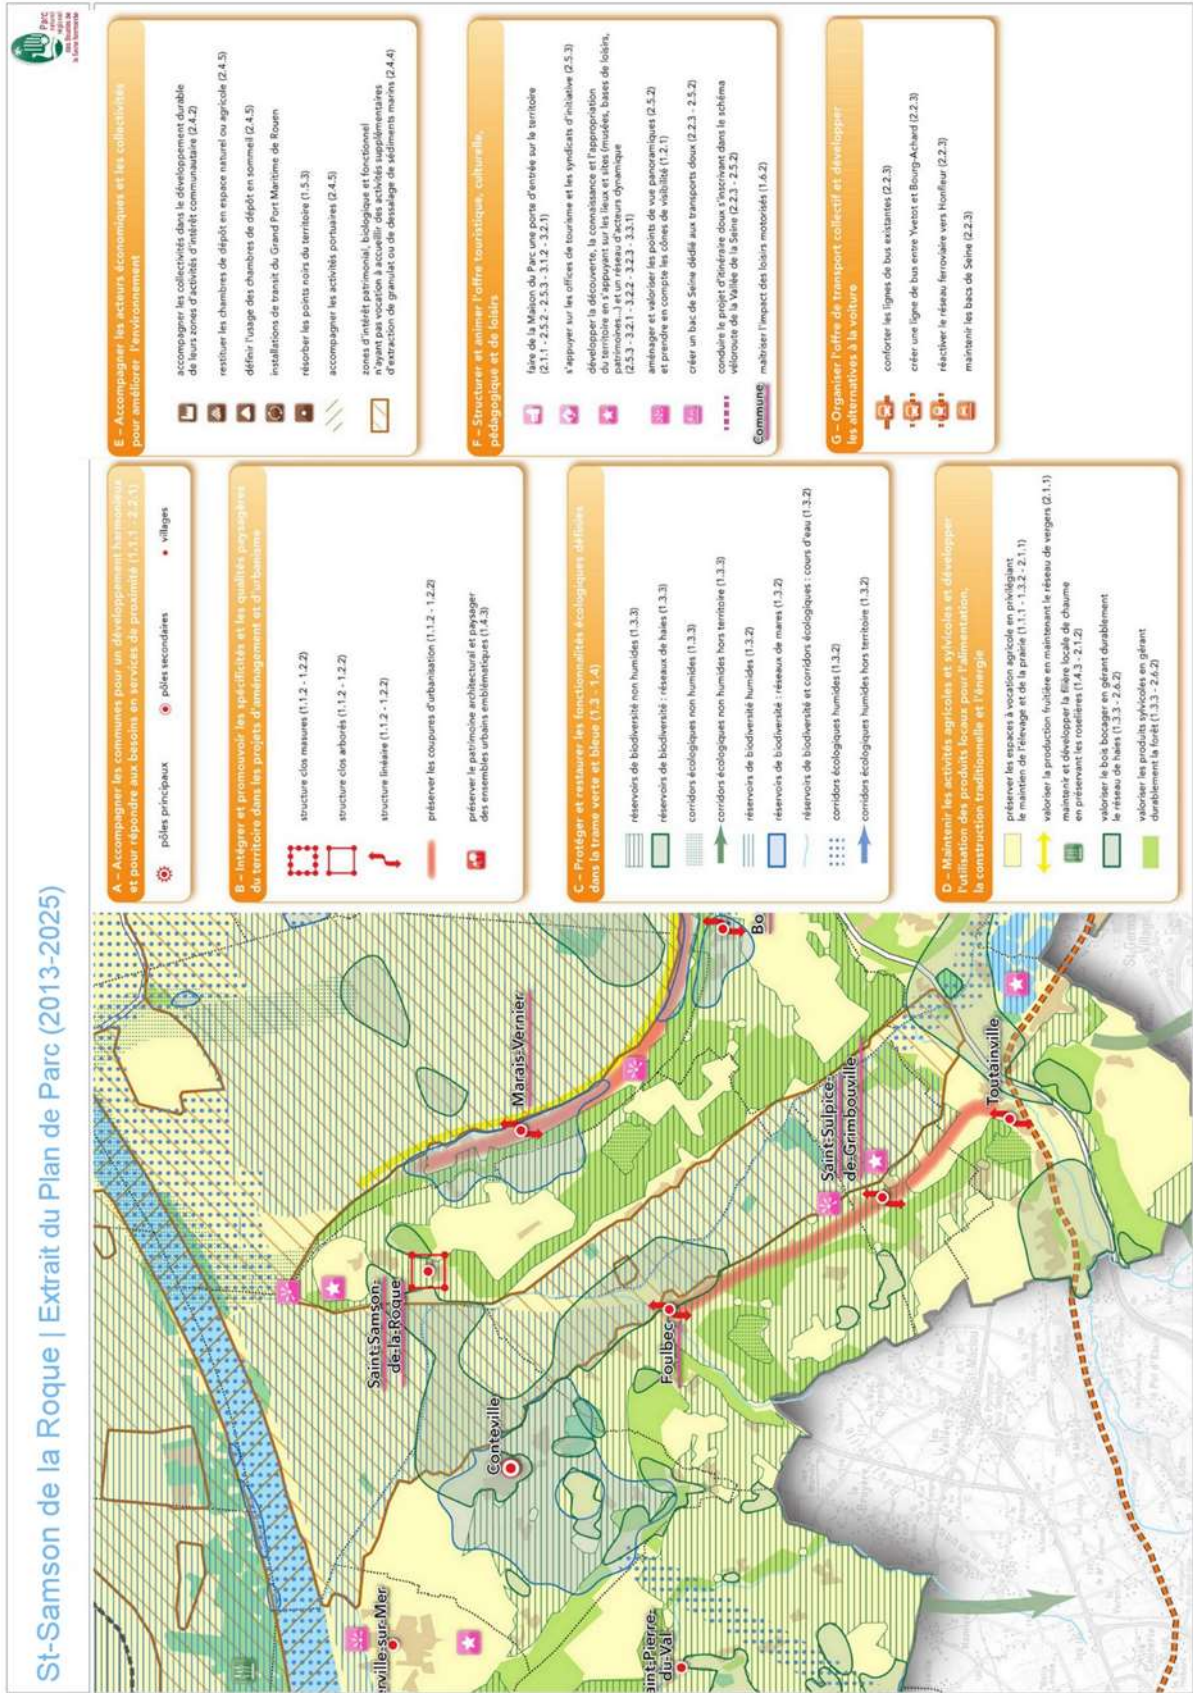 St-Samson de la Roque | Extrait du Plan de Parc (2013-2025)
Parc
naturel
régional
des Boucles de
la Seine Normande
Marais-Vernier
Saint-Samson-
de-la-Roque
Conteville
Foulbec
Saint-Sulpice-
de-Grimbouville
Toutainville
Bo
erville-sur-Mer
aint-Pierre-
du-Val
A – Accompagner les communes pour un développement harmonieux
et pour répondre aux besoins en services de proximité (1.1.1 - 2.2.1)
pôles principaux
pôles secondaires
villages
B – Intégrer et promouvoir les spécificités et les qualités paysagères
du territoire dans les projets d'aménagement et d'urbanisme
structure clos masures (1.1.2 - 1.2.2)
structure clos arborés (1.1.2 - 1.2.2)
structure linéaire (1.1.2 - 1.2.2)
préserver les coupures d'urbanisation (1.1.2 - 1.2.2)
préserver le patrimoine architectural et paysager
des ensembles urbains emblématiques (1.4.3)
C – Protéger et restaurer les fonctionnalités écologiques définies
dans la trame verte et bleue (1.3 - 1.4)
réservoirs de biodiversité non humides (1.3.3)
réservoirs de biodiversité : réseaux de haies (1.3.3)
corridors écologiques non humides (1.3.3)
corridors écologiques non humides hors territoire (1.3.3)
réservoirs de biodiversité humides (1.3.2)
réservoirs de biodiversité : réseaux de mares (1.3.2)
réservoirs de biodiversité et corridors écologiques : cours d'eau (1.3.2)
corridors écologiques humides (1.3.2)
corridors écologiques humides hors territoire (1.3.2)
D – Maintenir les activités agricoles et sylvicoles et développer
l'utilisation des produits locaux pour l'alimentation,
la construction traditionnelle et l'énergie
préserver les espaces à vocation agricole en privilégiant
le maintien de l'élevage et de la prairie (1.1.1 - 1.3.2 - 2.1.1)
valoriser la production fruitière en maintenant le réseau de vergers (2.1.1)
maintenir et développer la filière locale de chaume
en préservant les roselières (1.4.3 - 2.1.2)
valoriser le bois bocager en gérant durablement
le réseau de haies (1.3.3 - 2.6.2)
valoriser les produits sylvicoles en gérant
durablement la forêt (1.3.3 - 2.6.2)
E – Accompagner les acteurs économiques et les collectivités
pour améliorer l'environnement
accompagner les collectivités dans le développement durable
de leurs zones d'activités d'intérêt communautaire (2.4.2)
restituer les chambres de dépôt en espace naturel ou agricole (2.4.5)
définir l'usage des chambres de dépôt en sommeil (2.4.5)
installations de transit du Grand Port Maritime de Rouen
résorber les points noirs du territoire (1.5.3)
accompagner les activités portuaires (2.4.5)
zones d'intérêt patrimonial, biologique et fonctionnel
n'ayant pas vocation à accueillir des activités supplémentaires
d'extraction de granulat ou de dessalage de sédiments marins (2.4.4)
F – Structurer et animer l'offre touristique, culturelle,
pédagogique et de loisirs
faire de la Maison du Parc une porte d'entrée sur le territoire
(2.1.1 - 2.5.2 - 2.5.3 - 3.1.2 - 3.2.1)
s'appuyer sur les offices de tourisme et les syndicats d'initiative (2.5.3)
développer la découverte, la connaissance et l'appropriation
du territoire en s'appuyant sur les lieux et sites (musées, bases de loisirs,
patrimoines...) et un réseau d'acteurs dynamique
(2.5.3 - 3.2.1 - 3.2.2 - 3.2.3 - 3.3.1)
aménager et valoriser les points de vue panoramiques (2.5.2)
et prendre en compte les cônes de visibilité (1.2.1)
créer un bac de Seine dédié aux transports doux (2.2.3 - 2.5.2)
conduire le projet d'itinéraire doux s'inscrivant dans le schéma
véloroute de la Vallée de la Seine (2.2.3 - 2.5.2)
Commune
maîtriser l'impact des loisirs motorisés (1.6.2)
G – Organiser l'offre de transport collectif et développer
les alternatives à la voiture
conforter les lignes de bus existantes (2.2.3)
créer une ligne de bus entre Yvetot et Bourg-Achard (2.2.3)
réactiver le réseau ferroviaire vers Honfleur (2.2.3)
maintenir les bacs de Seine (2.2.3)